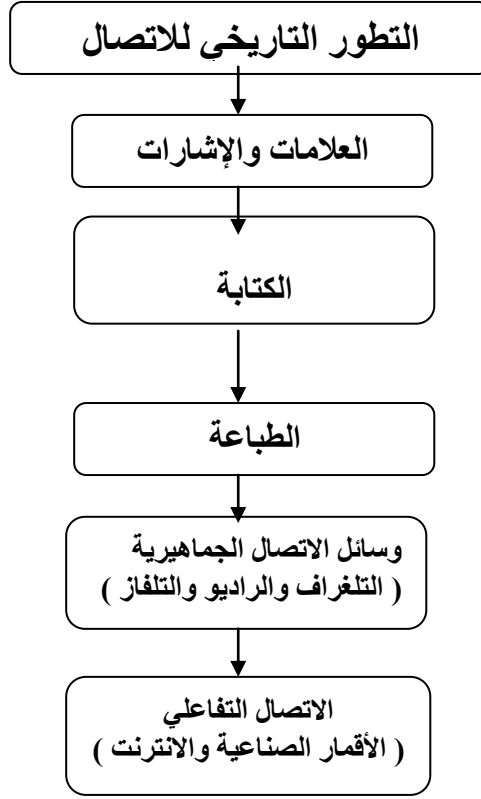 التطور التاريخي للاتصال
العلامات والإشارات
الكتابة
الطباعة
وسائل الاتصال الجماهيرية
( التلغراف والراديو والتلفاز )
الاتصال التفاعلي
( الأقمار الصناعية والانترنت )